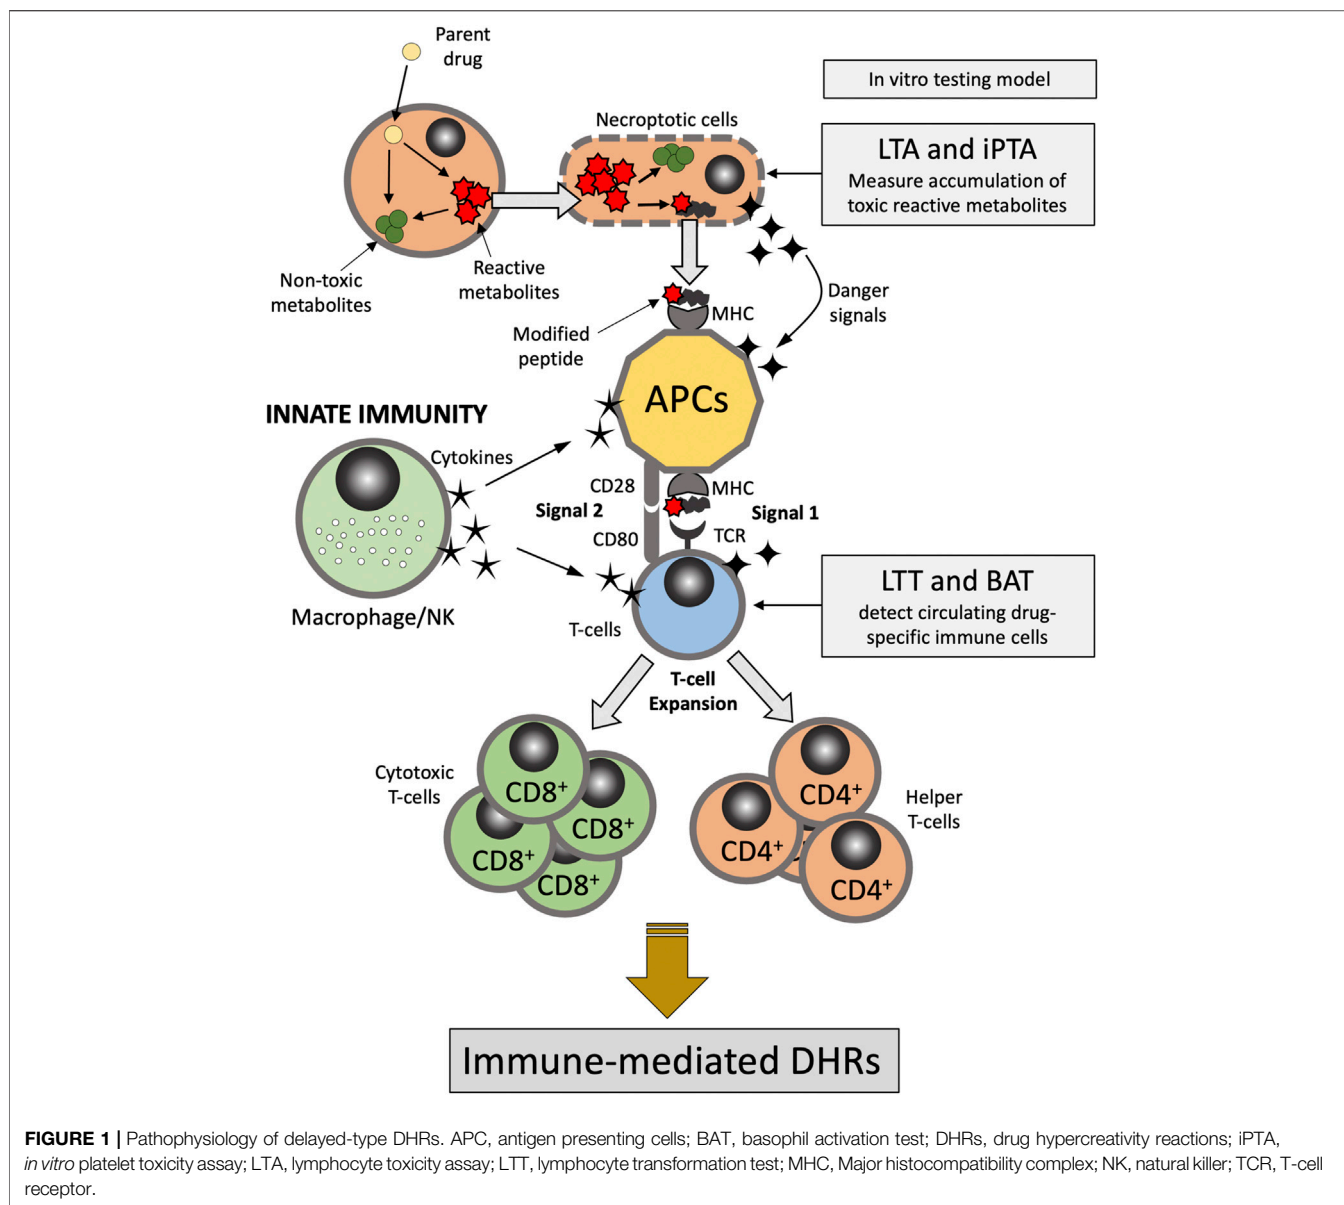 Parent
drug
In vitro testing model
Necroptotic cells
LTA and iPTA
Measure accumulation of
toxic reactive metabolites
Non-toxic
metabolites
Reactive
metabolites
Danger
signals
Modified
peptide
MHC
APCs
INNATE IMMUNITY
Cytokines
CD28
MHC
Signal 2
Signal 1
CD80
TCR
Macrophage/NK
T-cells
LTT and BAT
detect circulating drug-
specific immune cells
T-cell
Expansion
Cytotoxic
T-cells
CD8+
CD8+
CD8+
CD8+
CD4+
CD4+
CD4+
Helper
T-cells
Immune-mediated DHRs
FIGURE 1 | Pathophysiology of delayed-type DHRs. APC, antigen presenting cells; BAT, basophil activation test; DHRs, drug hypercreativity reactions; iPTA,
in vitro platelet toxicity assay; LTA, lymphocyte toxicity assay; LTT, lymphocyte transformation test; MHC, Major histocompatibility complex; NK, natural killer; TCR, T-cell
receptor.